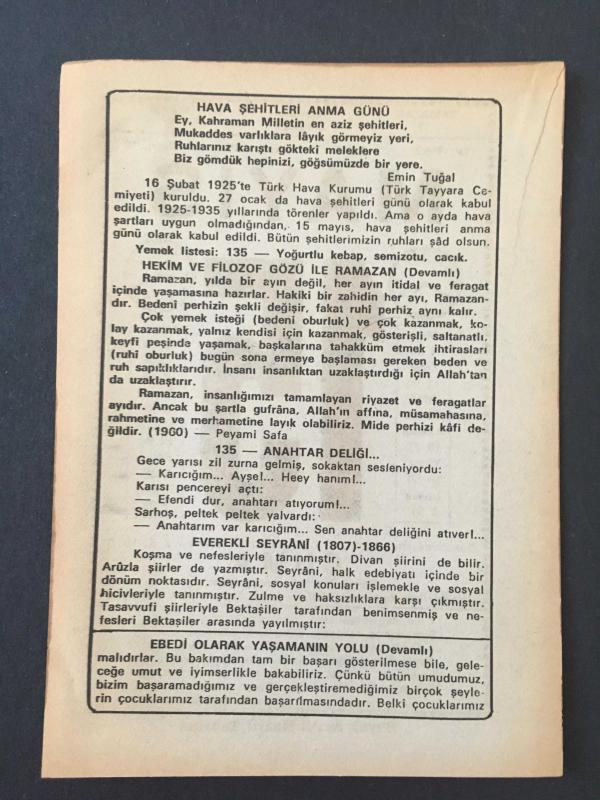 HAVA ŞEHİTLERİ ANMA GÜNÜ
Ey, Kahraman Milletin en aziz şehitleri,
Mukaddes varlıklara lâyık görmeyiz yeri,
Ruhlarınız karıştı gökteki meleklere
Biz gömdük hepinizi, göğsümüzde bir yere.
Emin Tuğal
16 Şubat 1925'te Türk Hava Kurumu (Türk Tayyara Ce-
miyeti) kuruldu. 27 ocak da hava şehitleri günü olarak kabul
edildi. 1925-1935 yıllarında törenler yapıldı. Ama o ayda hava
şartları uygun olmadığından, 15 mayıs, hava şehitleri anma
günü olarak kabul edildi. Bütün şehitlerimizin ruhları şâd olsun.
Yemek listesi: 135 — Yoğurtlu kebap, semizotu, cacık.
HEKİM VE FİLOZOF GÖZÜ İLE RAMAZAN (Devamlı)
Ramazan, yılda bir ayın değil, her ayın itidal ve feragat
içinde yaşamasına hazırlar. Hakiki bir zahidin her ayı, Ramazan-
dır. Bedenî perhizin şekli değişir, fakat ruhî perhiz aynı kalır.
Çok yemek isteği (bedeni oburluk) ve çok kazanmak, ko-
lay kazanmak, yalnız kendisi için kazanmak, gösterişli, saltanatlı,
keyfi peşinda yaşamak, başkalarına tahakküm etmek ihtirasları
(ruhî oburluk) bugün sona ermeye başlaması gereken beden ve
ruh sapıklıklarıdır. İnsanı insanlıktan uzaklaştırdığı için Allah'tan
da uzaklaştırır.
Ramazan, insanlığımızı tamamlayan riyazet ve feragatlar
ayıdır. Ancak bu şartla gufrâna, Allah'ın affına, müsamahasına,
rahmetine ve merhametine layık olabiliriz. Mide perhizi kâfi de-
ğildir. (1960) — Peyami Safa
135 — ANAHTAR DELİĞİ...
Gece yarısı zil zurna gelmiş, sokaktan sesleniyordu:
— Karıcığım... Ayşe!... Heey hanım!...
Karısı pencereyi açtı:
— Efendi dur, anahtarı atıyorum!...
Sarhoş, peltek peltek yalvardı:
— Anahtarım var karıcığım... Sen anahtar deliğini atıver!...
EVEREKLİ SEYRÂNİ (1807)-1866)
Koşma ve nefesleriyle tanınmıştır. Divan şiirini de bilir.
Arûzla şiirler de yazmıştır. Seyrâni, halk edebiyatı içinde bir
dönüm noktasıdır. Seyrâni, sosyal konuları işlemekle ve sosyal
hicivleriyle tanınmıştır. Zulme ve haksızlıklara karşı çıkmıştır.
Tasavvufi şiirleriyle Bektaşiler tarafından benimsenmiş ve ne-
fesleri Bektaşiler arasında yayılmıştır:
EBEDİ OLARAK YAŞAMANIN YOLU (Devamlı)
malıdırlar. Bu bakımdan tam bir başarı gösterilmese bile, gele-
ceğe umut ve iyimserlikle bakabiliriz. Çünkü bütün umudumuz,
bizim başaramadığımız ve gerçekleştiremediğimiz birçok şeyle-
rin çocuklarımız tarafından başarılmasındadır. Belki çocuklarımız